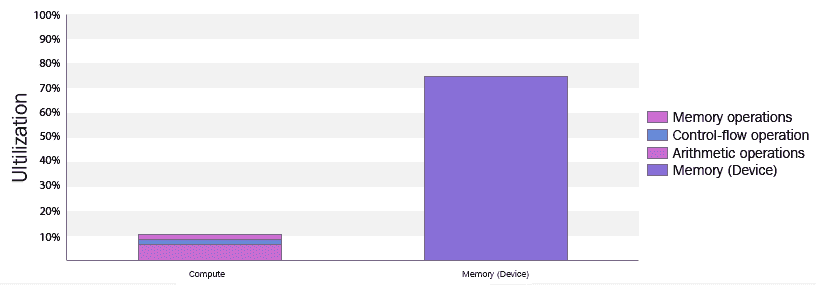 100%
90%
80%
70%
60%
50%
40%
30%
20%
10%
Ultilization
Compute
Memory (Device)
Memory operations
Control-flow operation
Arithmetic operations
Memory (Device)